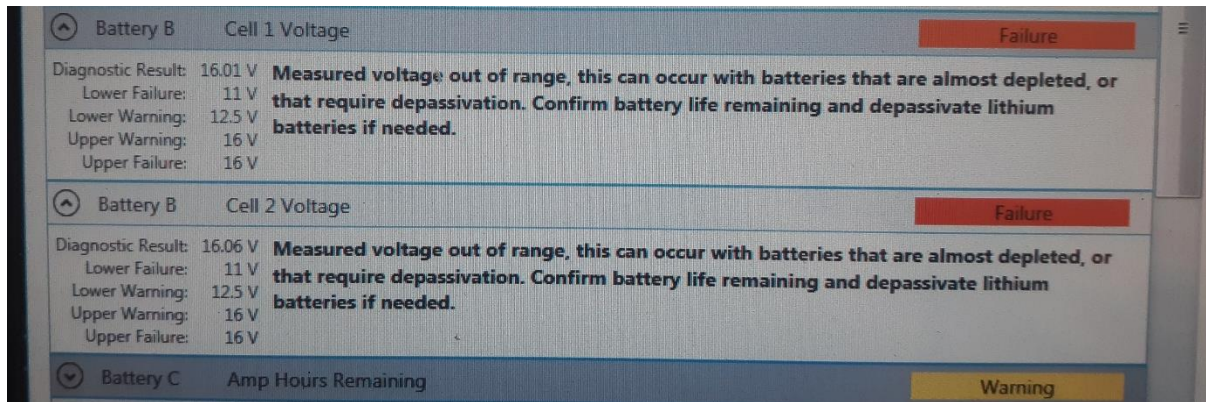 Battery B Cell 1 Voltage Failure
Diagnostic Result: 16.01 V Measured voltage out of range, this can occur with batteries that are almost depleted, or
Lower Failure: 11 V that require depassivation. Confirm battery life remaining and depassivate lithium
Lower Warning: 12.5 V batteries if needed.
Upper Warning: 16 V
Upper Failure: 16 V
Battery B Cell 2 Voltage Failure
Diagnostic Result: 16.06 V Measured voltage out of range, this can occur with batteries that are almost depleted, or
Lower Failure: 11 V that require depassivation. Confirm battery life remaining and depassivate lithium
Lower Warning: 12.5 V batteries if needed.
Upper Warning: 16 V
Upper Failure: 16 V
Battery C Amp Hours Remaining Warning